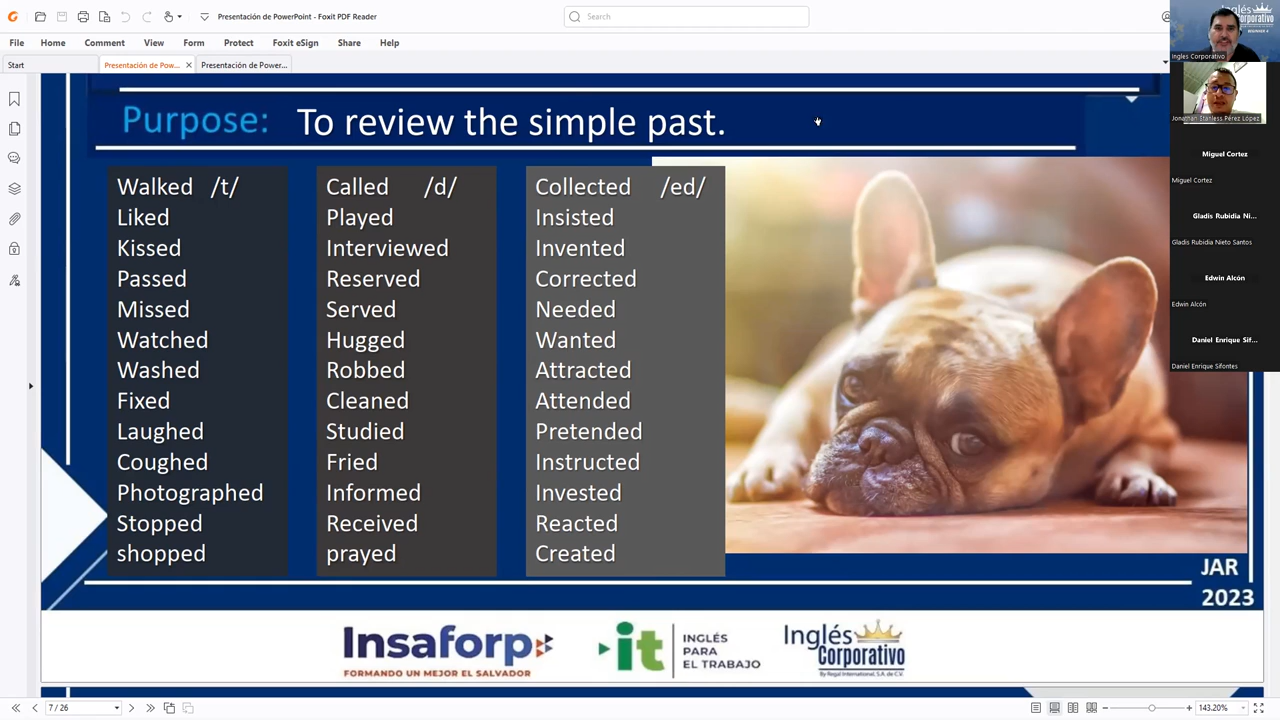 Presentación de PowerPoint - Foxit PDF Reader
Search
File Home Comment View Form Protect Foxit eSign Share Help
Start
Presentación de Pow...
Presentación de Power...
Purpose: To review the simple past.
Walked /t/
Liked
Kissed
Passed
Missed
Watched
Washed
Fixed
Laughed
Coughed
Photographed
Stopped
shopped
Called /d/
Played
Interviewed
Reserved
Served
Hugged
Robbed
Cleaned
Studied
Fried
Informed
Received
prayed
Collected /ed/
Insisted
Invented
Corrected
Needed
Wanted
Attracted
Attended
Pretended
Instructed
Invested
Reacted
Created
JAR
2023
Insaforp
FORMANDO UN MEJOR EL SALVADOR
it
INGLÉS
PARA
EL TRABAJO
Inglés
Corporativo
By Regal International, S.A. de C.V.
7 / 26
143.20%
Inglés
Corporativo
BEGINNER 4
Ingles Corporativo
Jonathan Stanless Pérez López
Miguel Cortez
Miguel Cortez
Gladis Rubidia Ni...
Gladis Rubidia Nieto Santos
Edwin Alcón
Edwin Alcón
Daniel Enrique Sif...
Daniel Enrique Sifontes